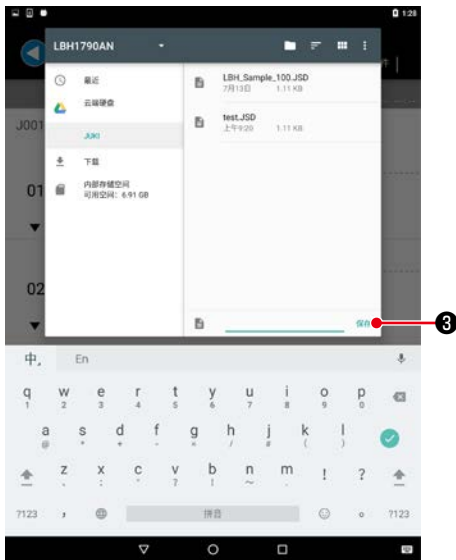 1:28
LBH1790AN
最近
云端硬盘
JUKI
下载
内部存储空间
可用空间：6.91 GB
LBH_Sample_100.JSD
7月13日 1.11 KB
test.JSD
上午9:20 1.11 KB
保存
3
件
J001
01
02
中, En
q w e r t y u i o p
1 2 3 4 5 6 7 8 9 0
a s d f g h j k l
z x c v b n m ! ?
?123 , 拼音 。 ?123